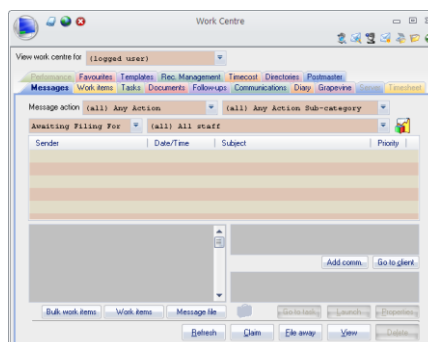 Work Centre
View work centre for (logged user)
Performance Favourites Templates Rec. Management Timecost Directories Postmaster
Messages Work items Tasks Documents Follow-ups Communications Diary Grapevine Timesheet
Message action (all) Any Action (all) Any Action Sub-category
Awaiting Filing For (all) All staff
Sender Date/Time Subject Priority
Add comm. Go to client
Bulk work items Work items Message file Go to task Launch Properties
Refresh Claim File away View Delete